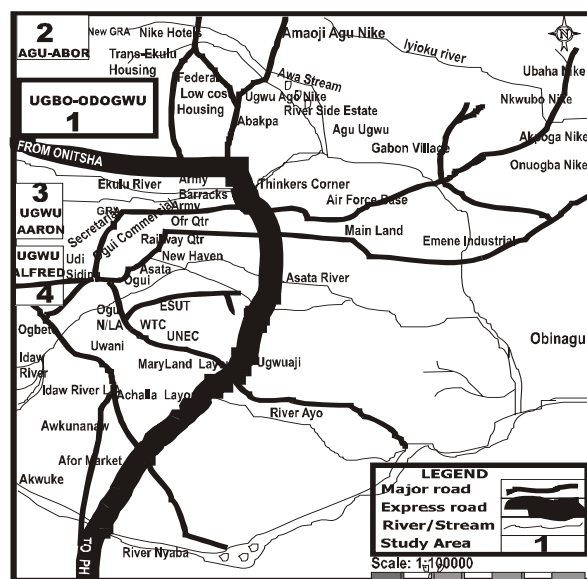 2
AGU-ABOR
New GRA
Nike Hotels
Amaoji Agu Nike
Iyioku river
N
Trans-Ekulu
Housing
Federal
Low cost
Housing
Awa Stream
Ubaha Nike
Nkwubo Nike
UGBO-ODOGWU
1
Ugwu Ago Nike
River Side Estate
Abakpa
Agu Ugwu
Gabon Village
Akpoga Nike
Onuogba Nike
FROM ONITSHA
3
UGWU
AARON
Ekulu River
Army
Barracks
Thinkers Corner
Air Force Base
GRA
Army
Ofr Qtr
Secretariat
Ogui Commercial
Railway Qtr
Main Land
Emene Industrial
UGWU
ALFRED
4
Udi
Siding
New Haven
Asata
Ogui
Asata River
ESUT
Ogui
N/LA
WTC
UNEC
Ogbete
Uwani
Obinagu
Idaw
River
MaryLand Layo
Ugwuaji
Idaw River L
Achalla Layo
River Ayo
Awkunanaw
Afor Market
Akwuke
River Nyaba
TO PH
LEGEND
Major road
Express road
River/Stream
Study Area
1
Scale: 1:100000